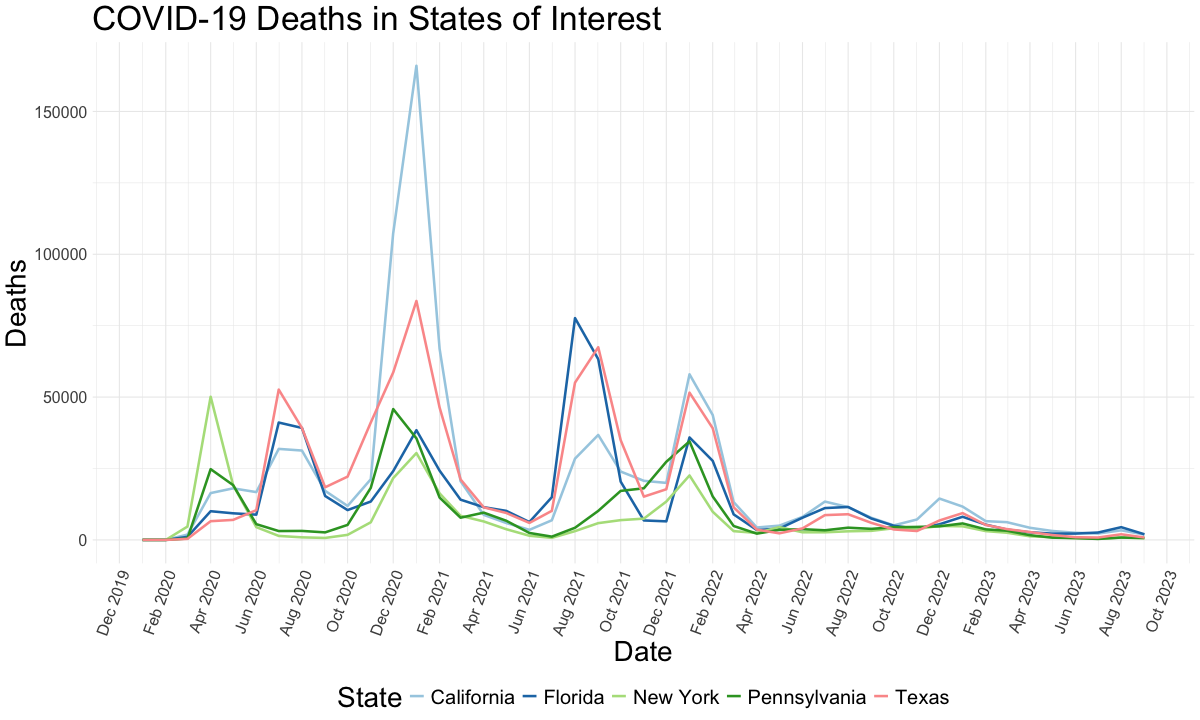 COVID-19 Deaths in States of Interest
Deaths
150000
100000
50000
0
Dec 2019
Feb 2020
Apr 2020
Jun 2020
Aug 2020
Oct 2020
Dec 2020
Feb 2021
Apr 2021
Jun 2021
Aug 2021
Oct 2021
Dec 2021
Feb 2022
Apr 2022
Jun 2022
Aug 2022
Oct 2022
Dec 2022
Feb 2023
Apr 2023
Jun 2023
Aug 2023
Oct 2023
Date
State California Florida New York Pennsylvania Texas